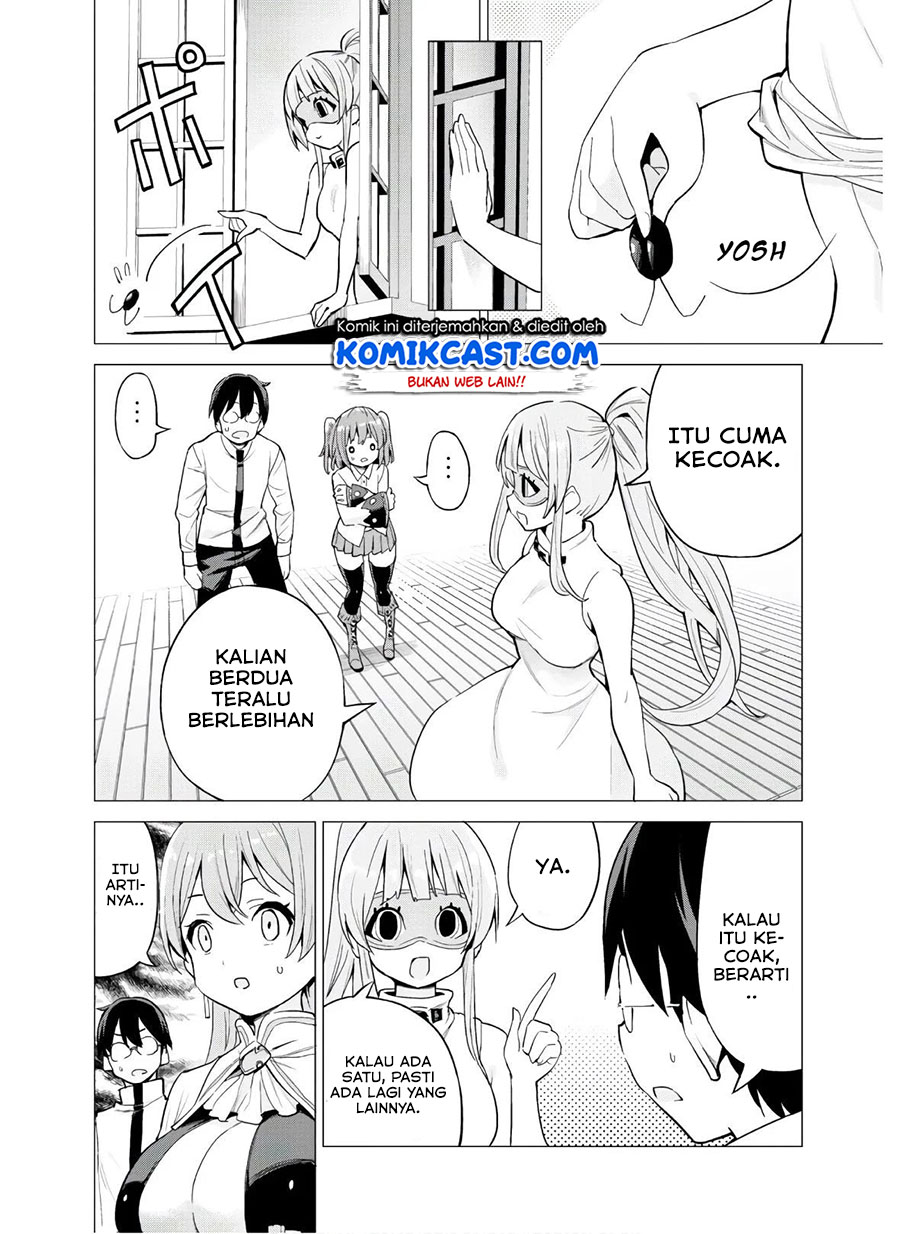 YOSH
ポイ
Komik ini diterjemahkan & diedit oleh
KOMIKCAST.COM
BUKAN WEB LAIN!!
ITU CUMA
KECOAK.
...
...
KALIAN
BERDUA
TERALU
BERLEBIHAN
KALAU
ITU KE-
COAK,
BERARTI
..
YA.
KALAU ADA
SATU, PASTI
ADA LAGI YANG
LAINNYA.
ITU
ARTI-
NYA..